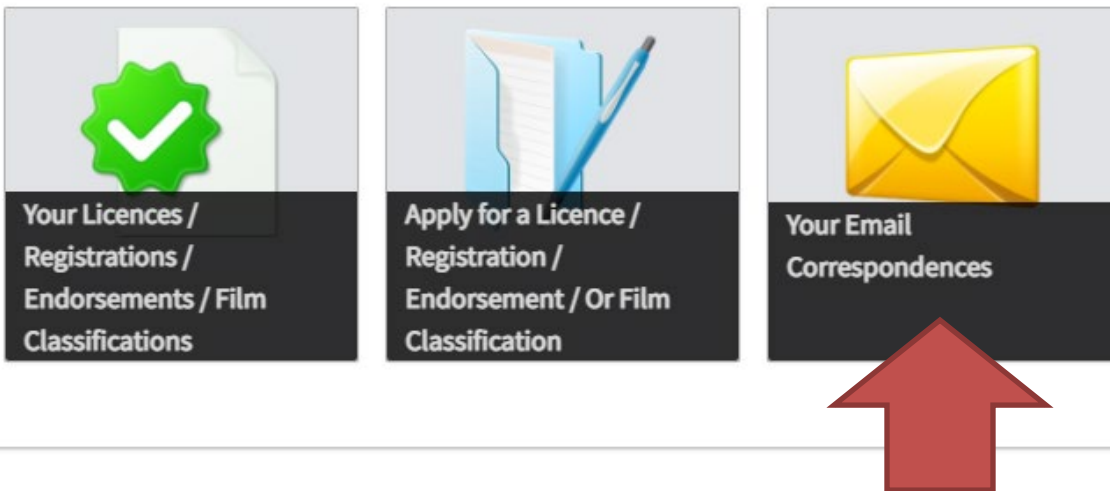 Your Licences /
Registrations /
Endorsements / Film
Classifications
Apply for a Licence /
Registration /
Endorsement / Or Film
Classification
Your Email
Correspondences